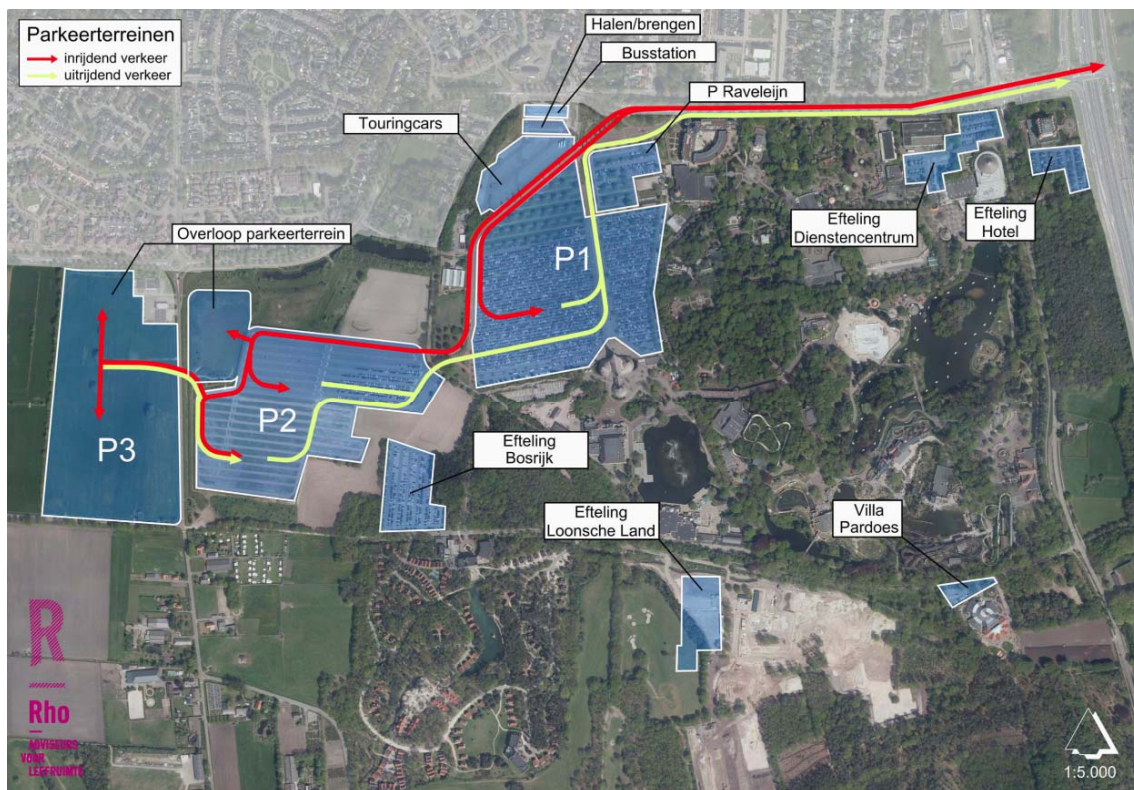 Parkeerterreinen
inrijdend verkeer
uitrijdend verkeer
Halen/brengen
Busstation
P Raveleijn
Touringcars
Overloop parkeerterrein
Efteling
Dienstencentrum
Efteling
Hotel
P1
P2
P3
Efteling
Bosrijk
Efteling
Loonsche Land
Villa
Pardoes
R
Rho
ADVISEURS
VOOR
LEEFRUIMTE
1:5.000